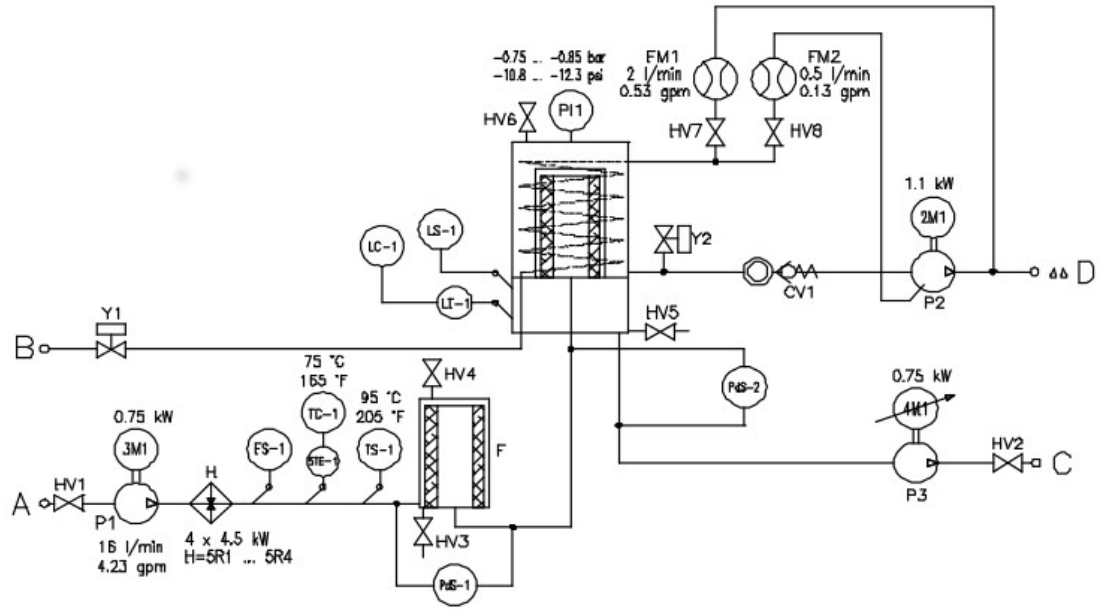 -0.75 ... -0.85 bar
-10.8 ... -12.3 psi
FM1
2 l/min
0.53 gpm
FM2
0.5 l/min
0.13 gpm
HV6
PI1
HV7
HV8
1.1 kW
2M1
LS-1
LC-1
Y2
D
CV1
P2
LT-1
Y1
HV5
B
75 °C
165 °F
HV4
PdS-2
0.75 kW
95 °C
205 °F
4M1
0.75 kW
TC-1
3M1
FS-1
STE-1
TS-1
F
HV2
H
A
HV1
C
P1
P3
16 l/min
4.23 gpm
4 x 4.5 kW
H=5R1 ... 5R4
HV3
PdS-1